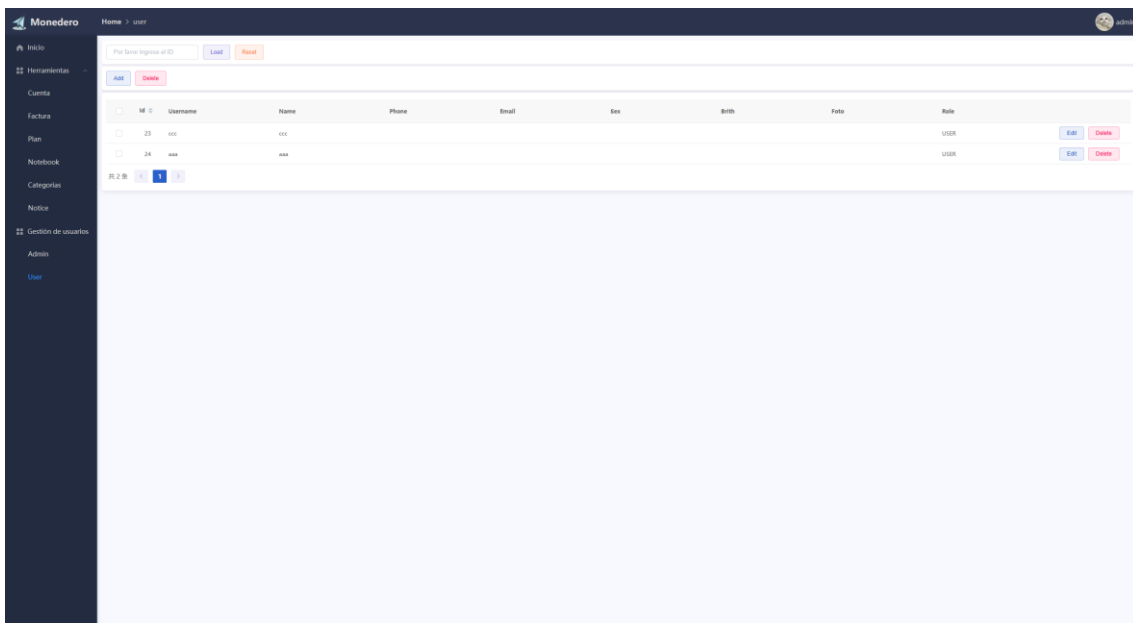 Monedero
Home > user
admin
Inicio
Por favor ingrese el ID Load Reset
Herramientas
Add Delete
Cuenta
Factura
Plan
Notebook
Categorias
Notice
Gestión de usuarios
Admin
User
Id Username Name Phone Email Sex Brith Foto Role
23 ccc ccc USER Edit Delete
24 aaa aaa USER Edit Delete
共 2 条 < 1 >